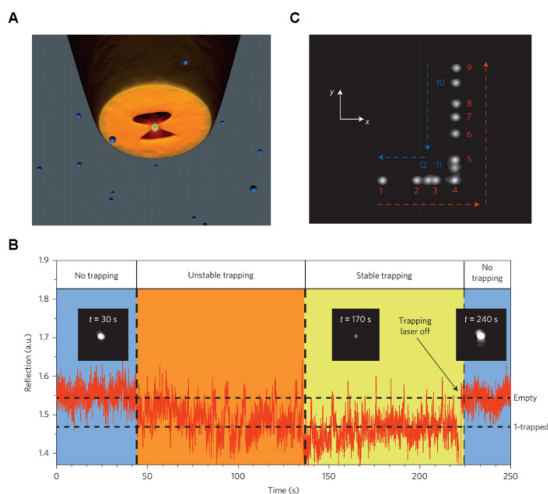 A
C
y
x
9
10
8
7
6
5
12 11
1 2 3 4
B
No trapping
Unstable trapping
Stable trapping
No
trapping
1.9
1.8
1.7
1.6
1.5
1.4
Reflection (a.u.)
t = 30 s
t = 170 s
t = 240 s
Trapping
laser off
Empty
1-trapped
0 50 100 150 200 250
Time (s)